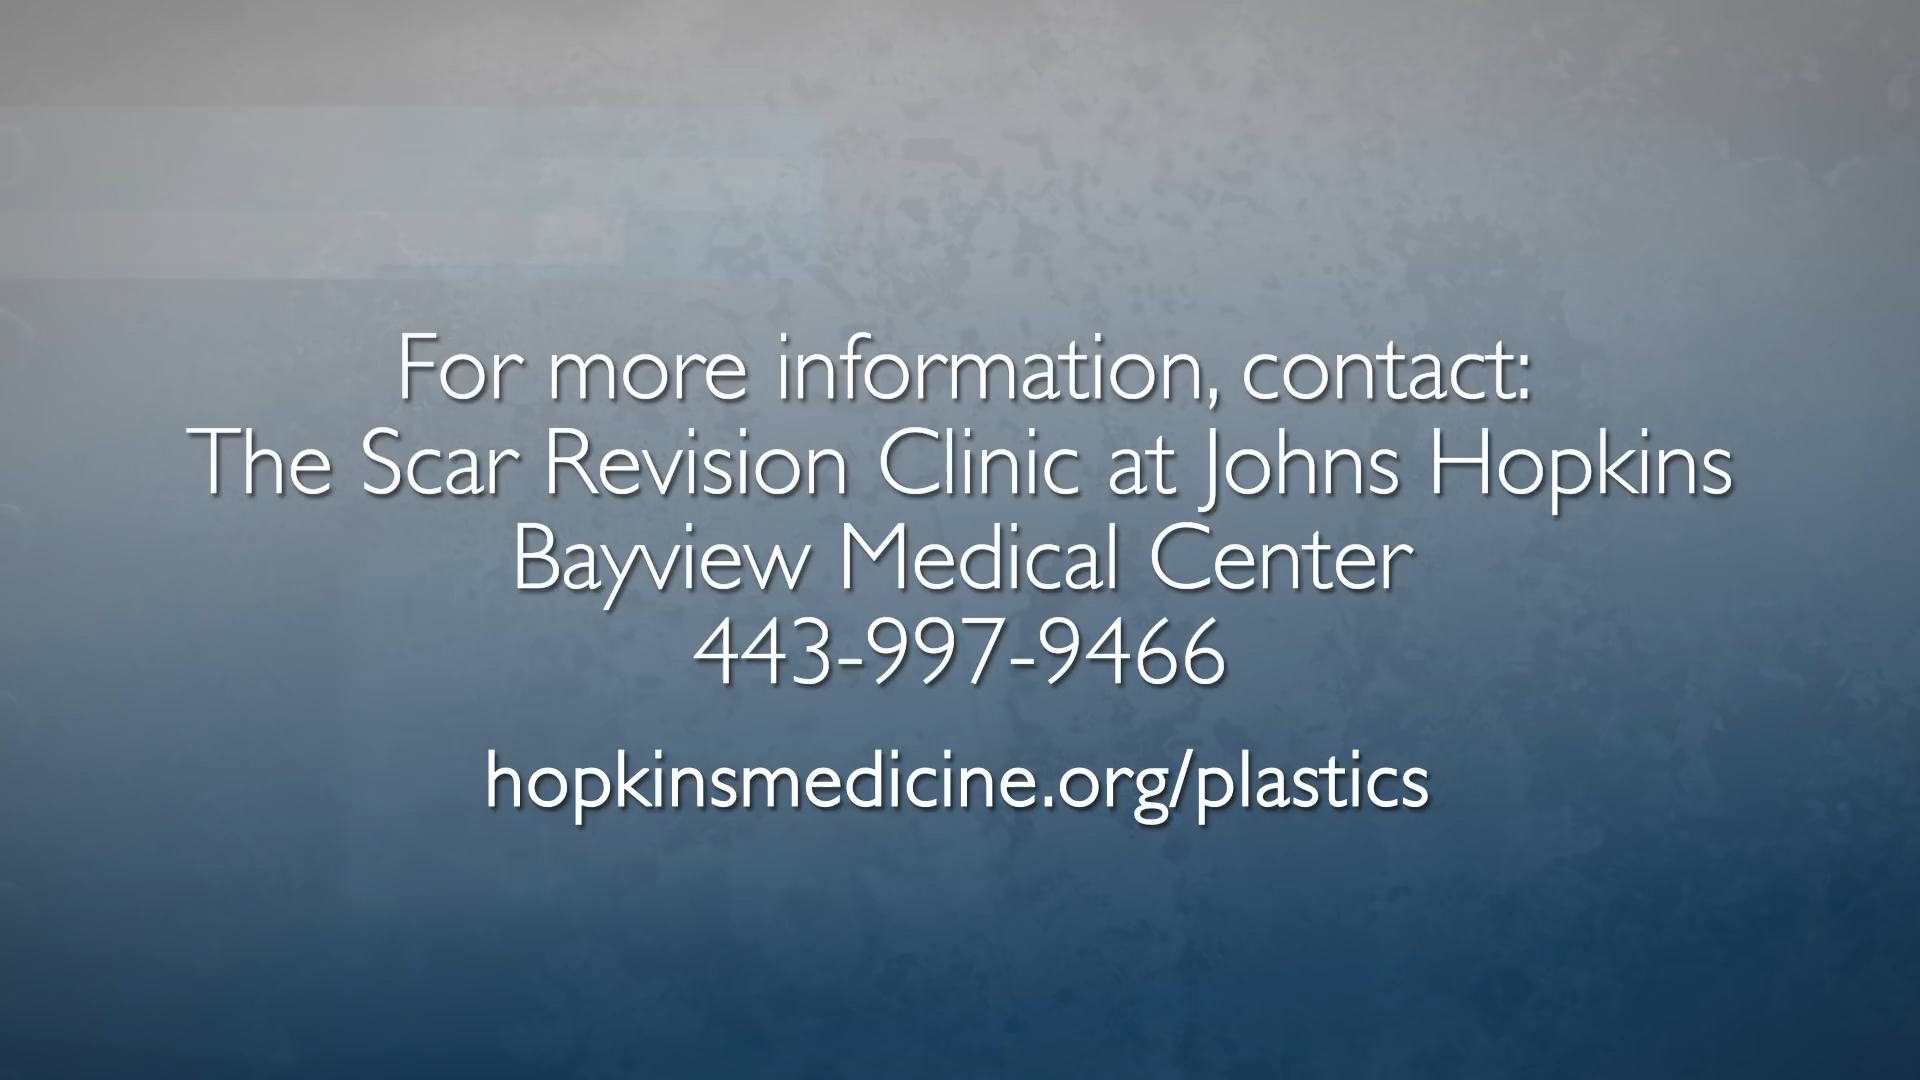 For more information, contact:
The Scar Revision Clinic at Johns Hopkins
Bayview Medical Center
443-997-9466
hopkinsmedicine.org/plastics